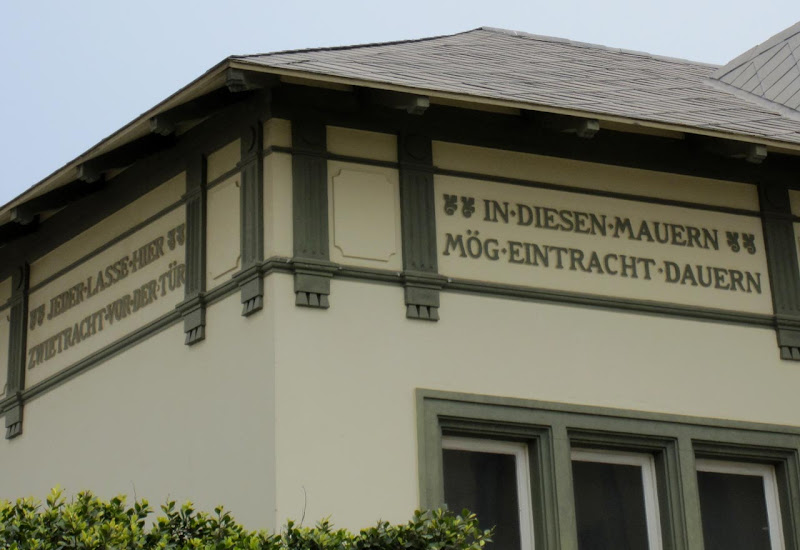 JEDER·LASSE·HIER
ZWIETRACHT·VOR·DER·TÜR
IN·DIESEN·MAUERN
MÖG·EINTRACHT·DAUERN